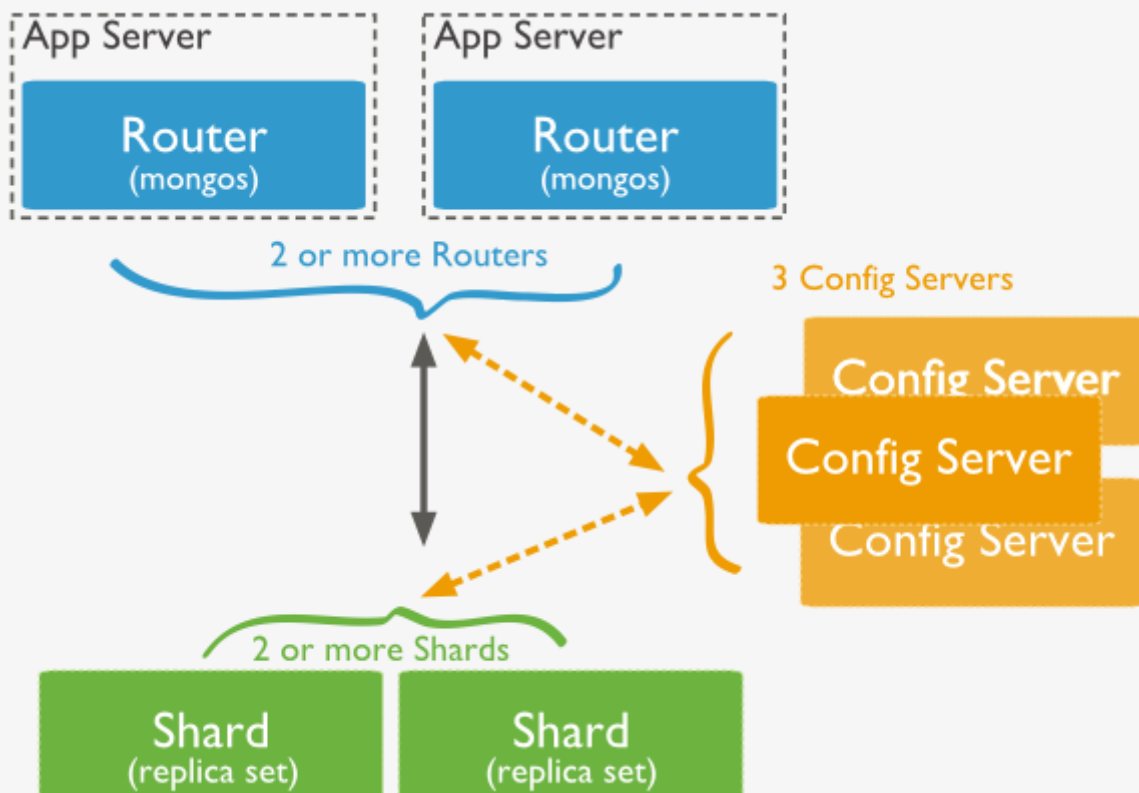 App Server
App Server
Router
(mongos)
Router
(mongos)
2 or more Routers
3 Config Servers
Config Server
Config Server
Config Server
2 or more Shards
Shard
(replica set)
Shard
(replica set)